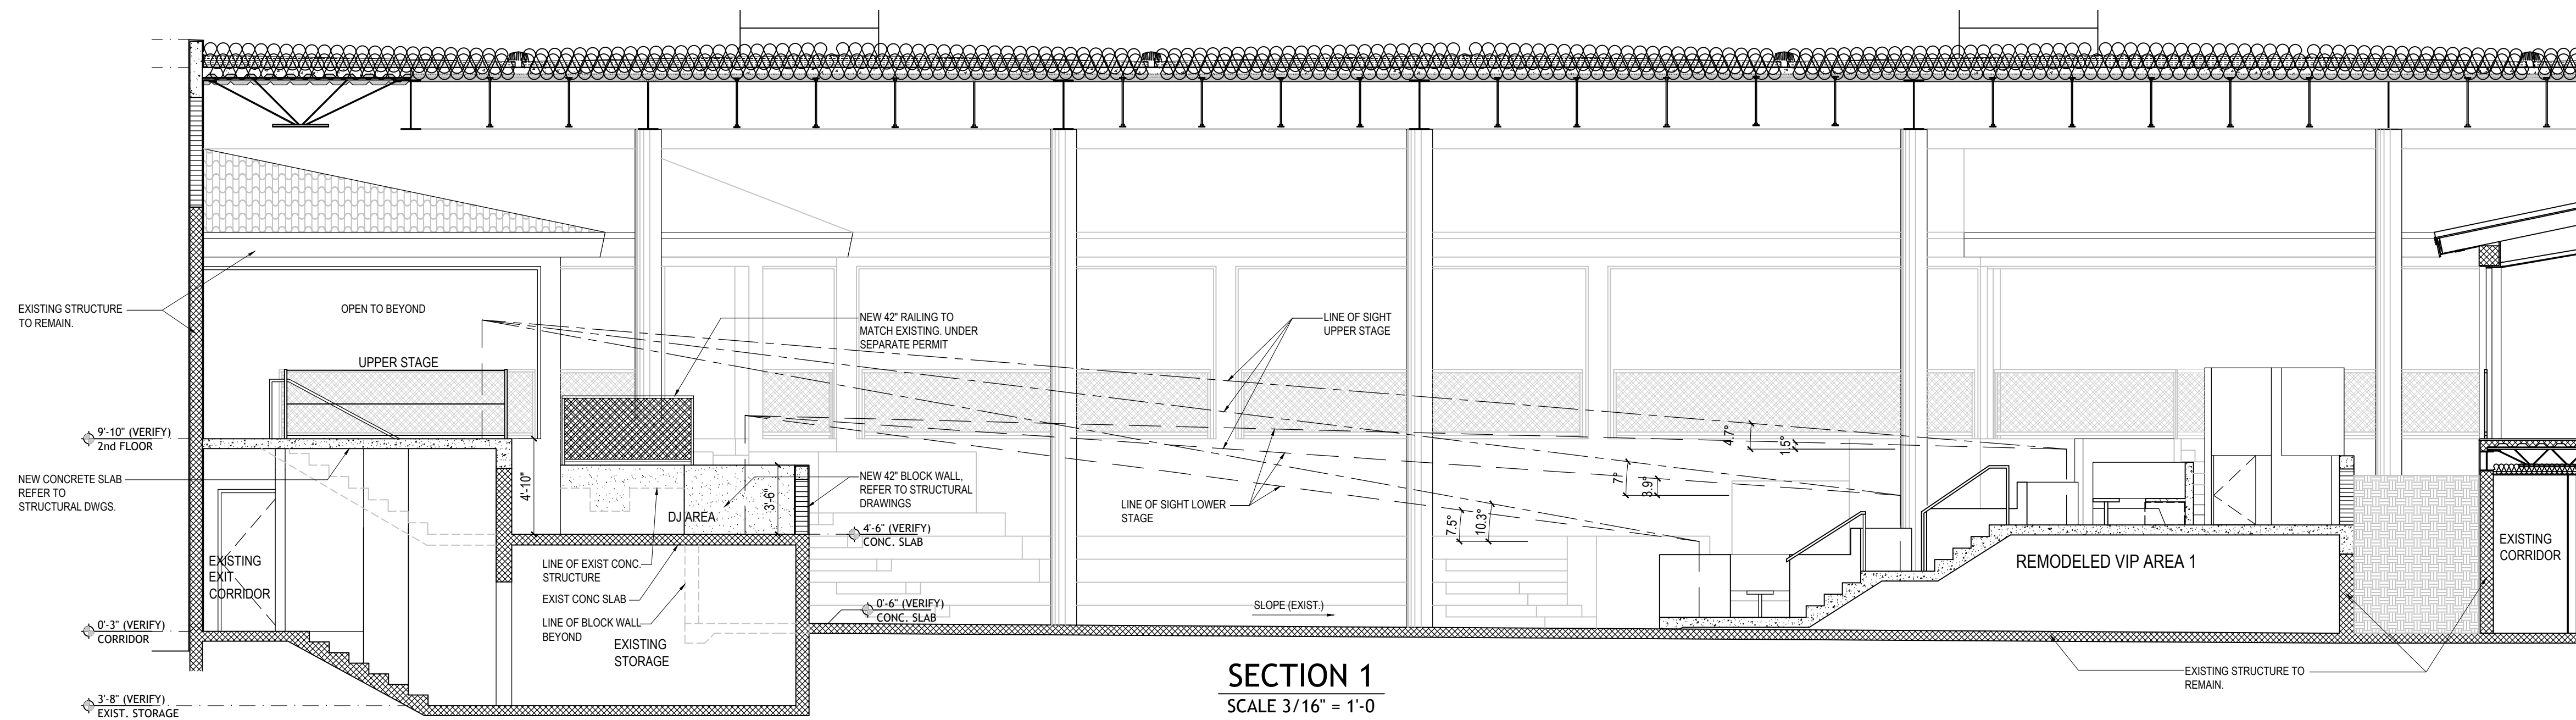 EXISTING STRUCTURE
TO REMAIN.
OPEN TO BEYOND
UPPER STAGE
NEW 42" RAILING TO
MATCH EXISTING. UNDER
SEPARATE PERMIT
LINE OF SIGHT
UPPER STAGE
9'-10" (VERIFY)
2nd FLOOR
NEW CONCRETE SLAB
REFER TO
STRUCTURAL DWGS.
4'-10"
DJ AREA
3'-6"
NEW 42" BLOCK WALL,
REFER TO STRUCTURAL
DRAWINGS
4'-6" (VERIFY)
CONC. SLAB
LINE OF SIGHT LOWER
STAGE
7.5°
10.3°
7°
3.9°
4.7°
1.5°
EXISTING
EXIT
CORRIDOR
LINE OF EXIST CONC.
STRUCTURE
EXIST CONC SLAB
LINE OF BLOCK WALL
BEYOND
EXISTING
STORAGE
0'-6" (VERIFY)
CONC. SLAB
SLOPE (EXIST.)
REMODELED VIP AREA 1
EXISTING
CORRIDOR
0'-3" (VERIFY)
CORRIDOR
3'-8" (VERIFY)
EXIST. STORAGE
EXISTING STRUCTURE TO
REMAIN.
SECTION 1
SCALE 3/16" = 1'-0